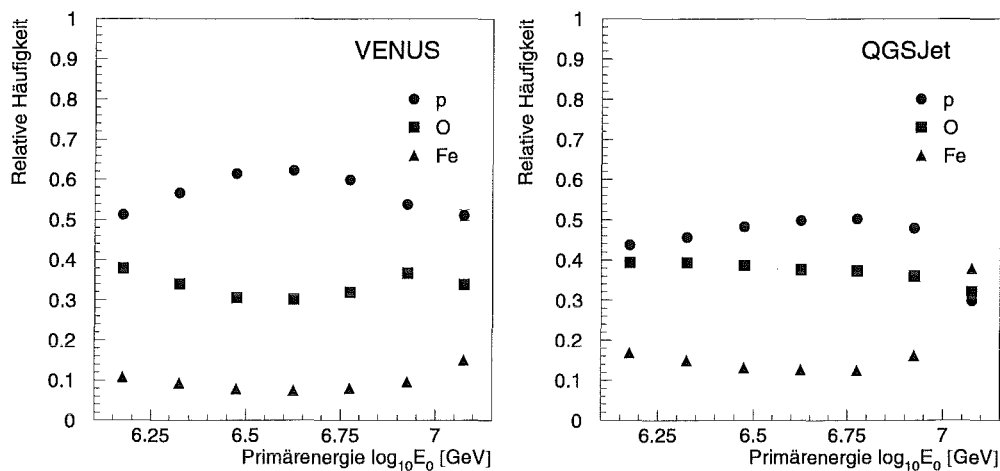 VENUS
Relative Häufigkeit
1
0.9
0.8
0.7
0.6
0.5
0.4
0.3
0.2
0.1
0
p
O
Fe
6.25
6.5
6.75
7
Primärenergie log₁₀E₀ [GeV]
QGSJet
Relative Häufigkeit
1
0.9
0.8
0.7
0.6
0.5
0.4
0.3
0.2
0.1
0
p
O
Fe
6.25
6.5
6.75
7
Primärenergie log₁₀E₀ [GeV]